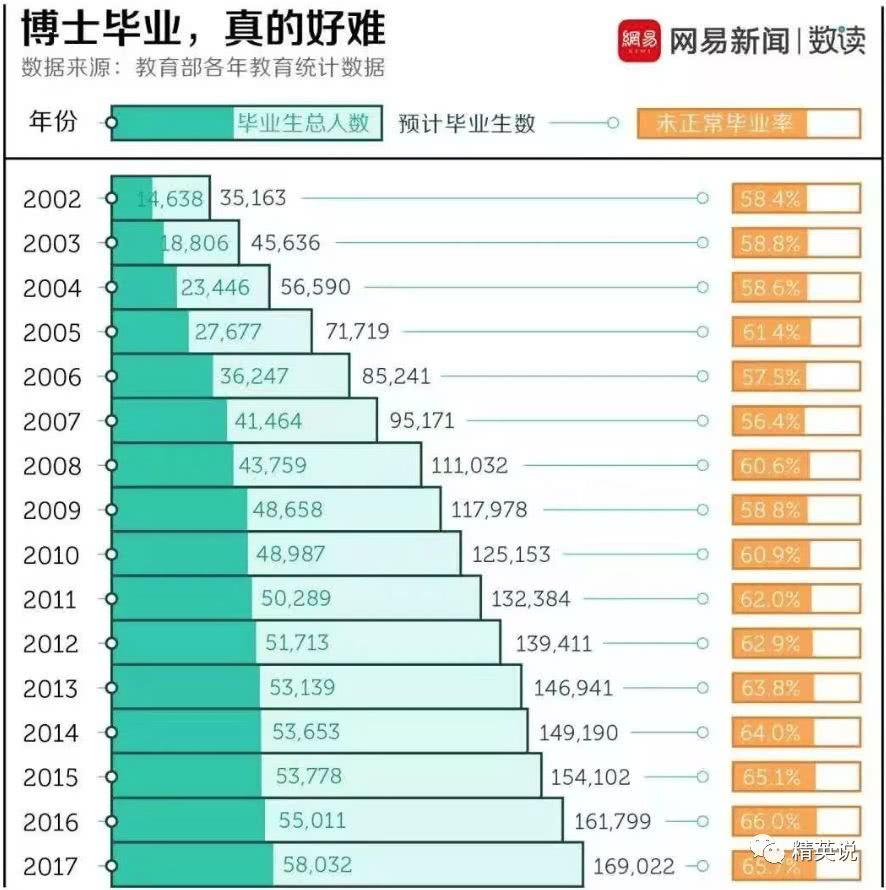 博士毕业，真的好难
網易 NEWS 网易新闻 | 数读
数据来源：教育部各年教育统计数据
年份 毕业生总人数 预计毕业生数 未正常毕业率
2002 14,638 35,163 58.4%
2003 18,806 45,636 58.8%
2004 23,446 56,590 58.6%
2005 27,677 71,719 61.4%
2006 36,247 85,241 57.5%
2007 41,464 95,171 56.4%
2008 43,759 111,032 60.6%
2009 48,658 117,978 58.8%
2010 48,987 125,153 60.9%
2011 50,289 132,384 62.0%
2012 51,713 139,411 62.9%
2013 53,139 146,941 63.8%
2014 53,653 149,190 64.0%
2015 53,778 154,102 65.1%
2016 55,011 161,799 66.0%
2017 58,032 169,022 65.7%
精英说